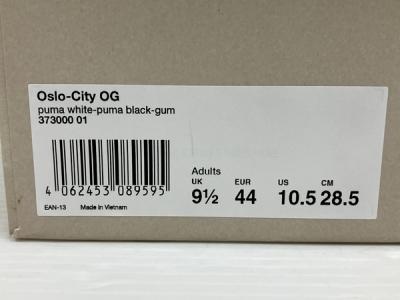 Oslo-City OG
puma white-puma black-gum
373000 01
Adults
UK EUR US CM
9½ 44 10.5 28.5
4 062453 089595
EAN-13 Made in Vietnam